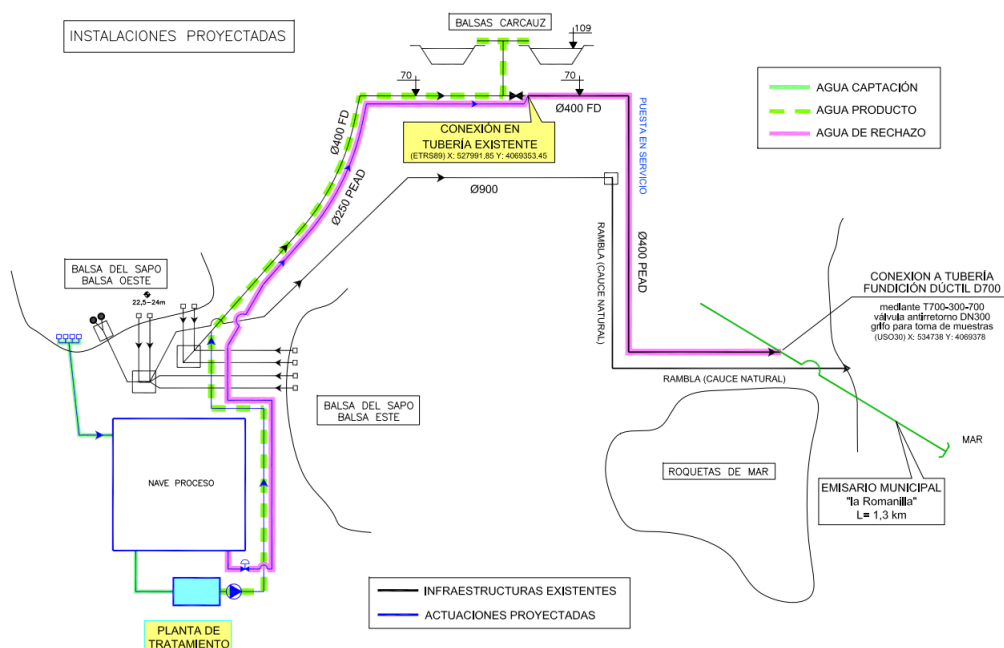 INSTALACIONES PROYECTADAS
BALSAS CARCAUZ
109
70
70
AGUA CAPTACIÓN
AGUA PRODUCTO
AGUA DE RECHAZO
Ø400 FD
Ø400 FD
CONEXIÓN EN
TUBERÍA EXISTENTE
(ETRS89) X: 527991,85 Y: 4069353.45
PUESTA EN SERVICIO
Ø250 PEAD
Ø900
RAMBLA (CAUCE NATURAL)
Ø400 PEAD
BALSA DEL SAPO
BALSA OESTE
22,5-24m
CONEXION A TUBERÍA
FUNDICIÓN DÚCTIL D700
mediante T700-300-700
válvula antirretorno DN300
grifo para toma de muestras
(USO30) X: 534738 Y: 4069378
RAMBLA (CAUCE NATURAL)
BALSA DEL SAPO
BALSA ESTE
MAR
NAVE PROCESO
ROQUETAS DE MAR
EMISARIO MUNICIPAL
"la Romanilla"
L= 1,3 km
INFRAESTRUCTURAS EXISTENTES
ACTUACIONES PROYECTADAS
PLANTA DE
TRATAMIENTO